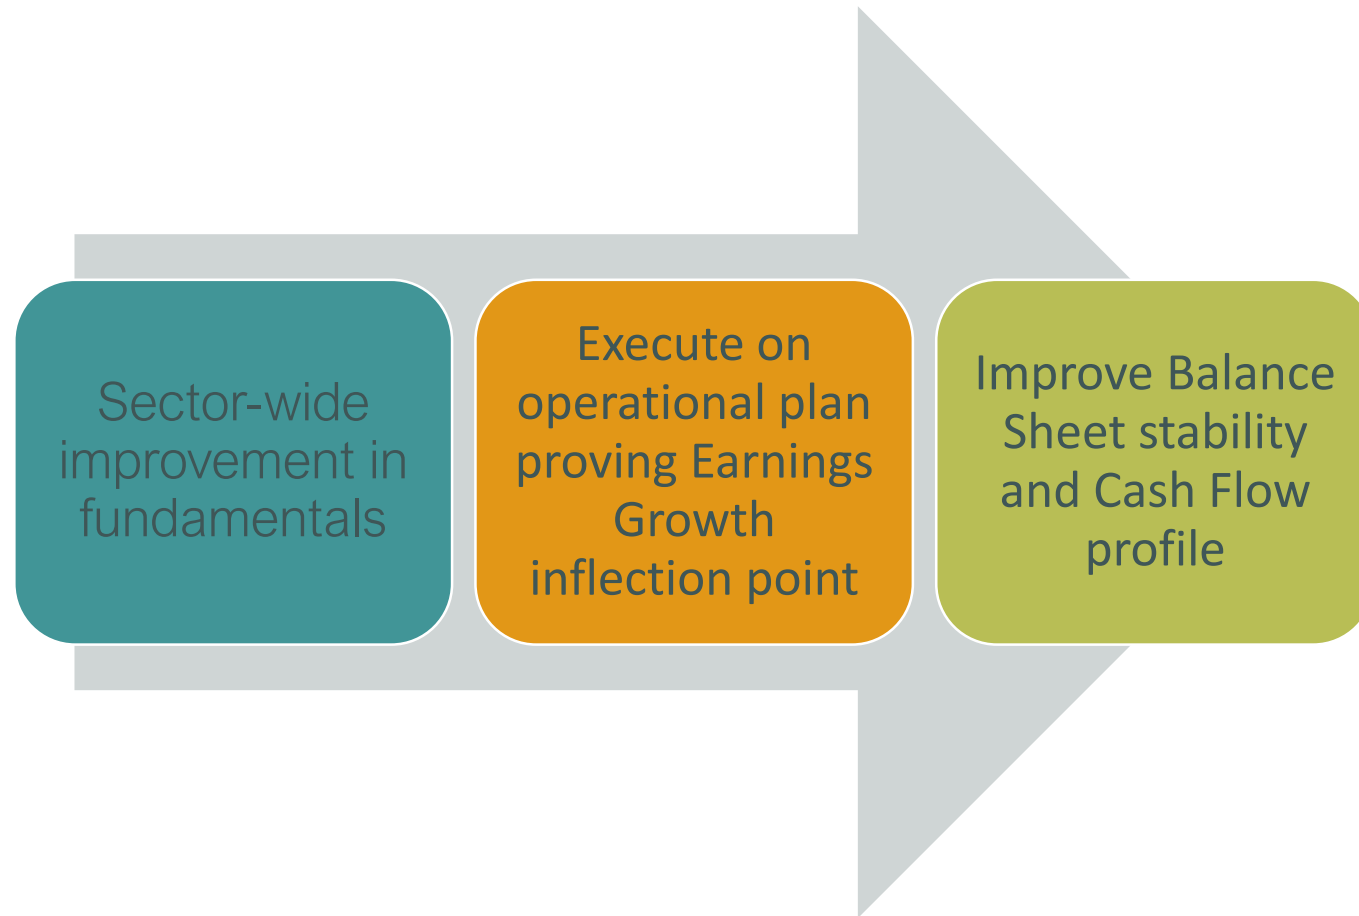 Sector-wide
improvement in
fundamentals
Execute on
operational plan
proving Earnings
Growth
inflection point
Improve Balance
Sheet stability
and Cash Flow
profile